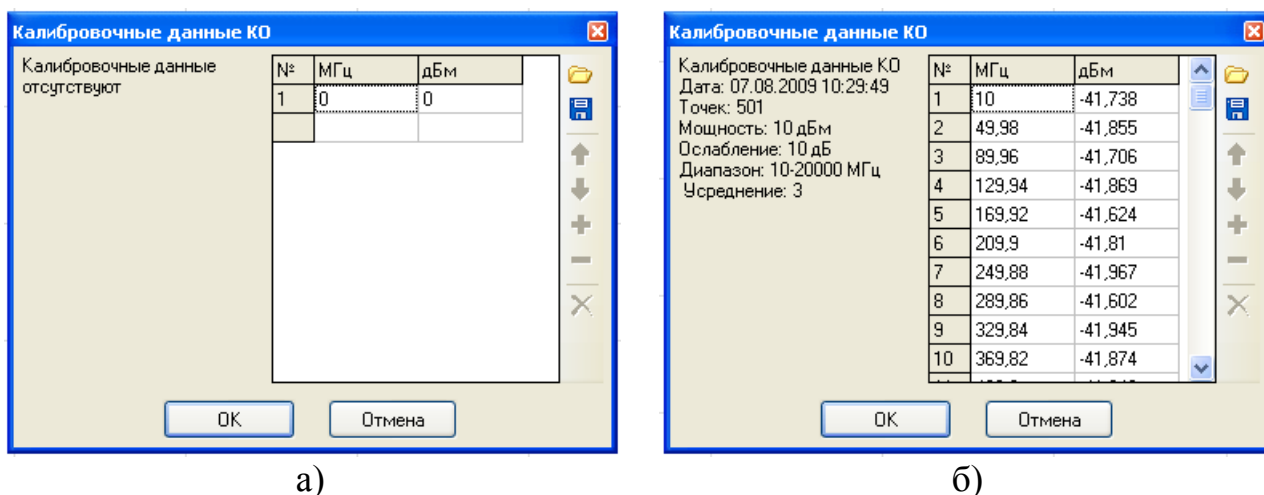 Калибровочные данные КО
Калибровочные данные
отсутствуют
№ МГц дБм
1 0 0
OK Отмена
а)
Калибровочные данные КО
Калибровочные данные КО
Дата: 07.08.2009 10:29:49
Точек: 501
Мощность: 10 дБм
Ослабление: 10 дБ
Диапазон: 10-20000 МГц
Усреднение: 3
№ МГц дБм
1 10 -41,738
2 49,98 -41,855
3 89,96 -41,706
4 129,94 -41,869
5 169,92 -41,624
6 209,9 -41,81
7 249,88 -41,967
8 289,86 -41,602
9 329,84 -41,945
10 369,82 -41,874
OK Отмена
б)